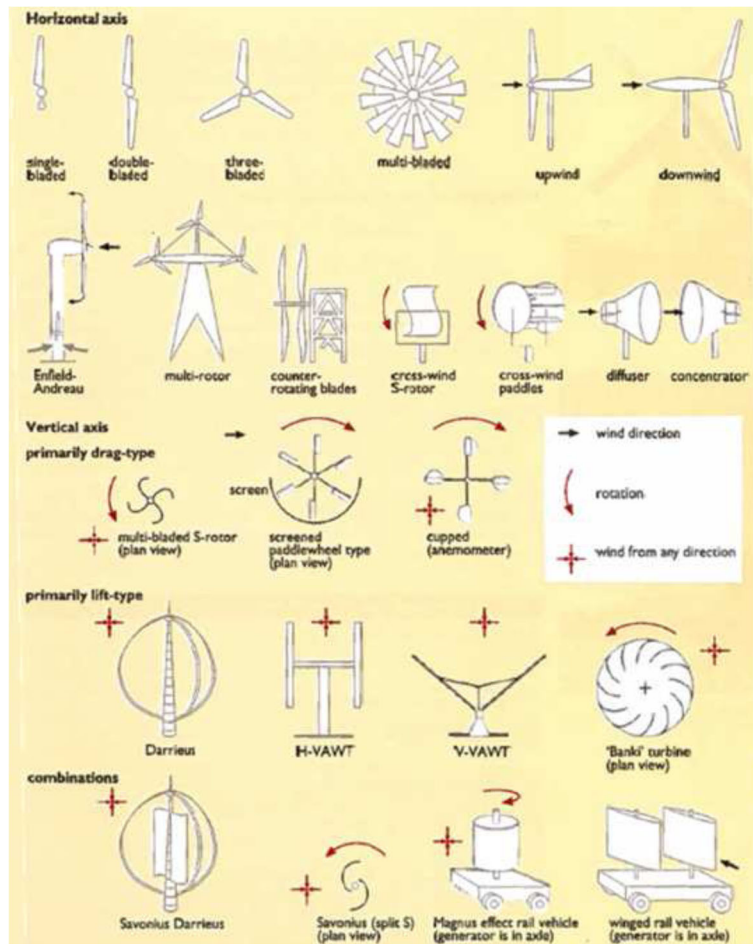 Horizontal axis
single-
bladed
double-
bladed
three-
bladed
multi-bladed
upwind
downwind
Enfield-
Andreau
multi-rotor
counter-
rotating blades
cross-wind
S-rotor
cross-wind
paddles
diffuser
concentrator
Vertical axis
primarily drag-type
screen
multi-bladed S-rotor
(plan view)
screened
paddlewheel type
(plan view)
cupped
(anemometer)
wind direction
rotation
wind from any direction
primarily lift-type
Darrieus
H-VAWT
V-VAWT
'Banki' turbine
(plan view)
combinations
Savonius Darrieus
Savonius (split S)
(plan view)
Magnus effect rail vehicle
(generator is in axle)
winged rail vehicle
(generator is in axle)